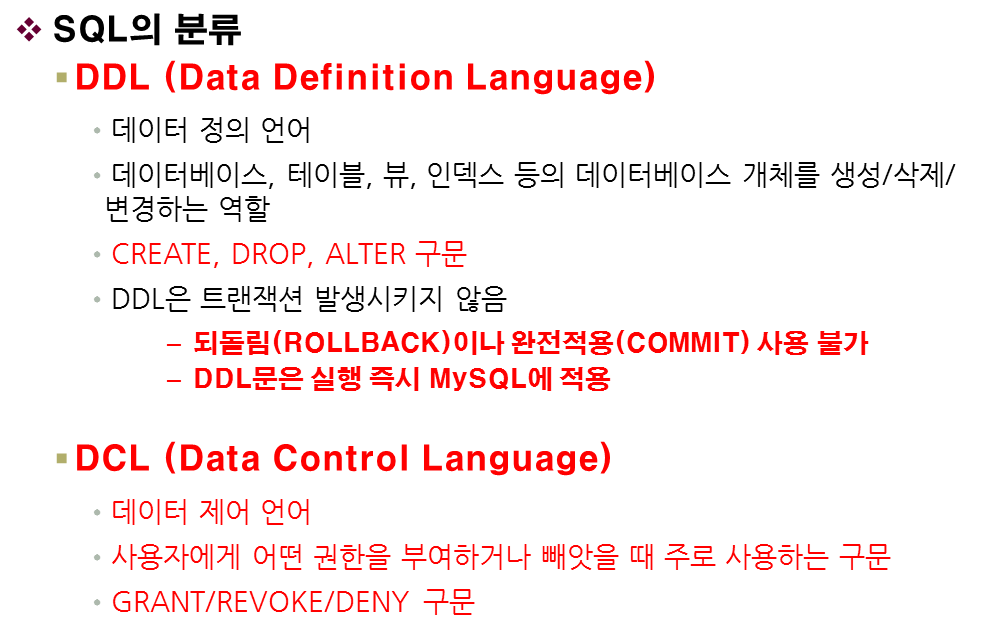 ❖ SQL의 분류
▪ DDL (Data Definition Language)
• 데이터 정의 언어
• 데이터베이스, 테이블, 뷰, 인덱스 등의 데이터베이스 개체를 생성/삭제/
변경하는 역할
• CREATE, DROP, ALTER 구문
• DDL은 트랜잭션 발생시키지 않음
– 되돌림(ROLLBACK)이나 완전적용(COMMIT) 사용 불가
– DDL문은 실행 즉시 MySQL에 적용
▪ DCL (Data Control Language)
• 데이터 제어 언어
• 사용자에게 어떤 권한을 부여하거나 빼앗을 때 주로 사용하는 구문
• GRANT/REVOKE/DENY 구문